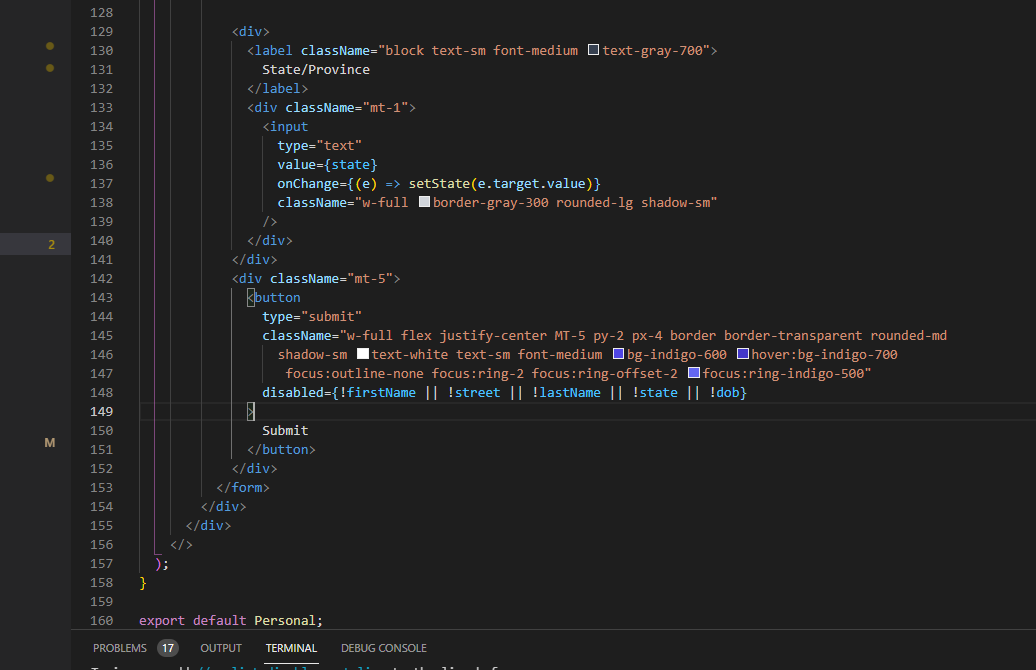 128
129 <div>
130 <label className="block text-sm font-medium text-gray-700">
131 State/Province
132 </label>
133 <div className="mt-1">
134 <input
135 type="text"
136 value={state}
137 onChange={(e) => setState(e.target.value)}
138 className="w-full border-gray-300 rounded-lg shadow-sm"
139 />
140 </div>
141 </div>
2 142 <div className="mt-5">
143 <button
144 type="submit"
145 className="w-full flex justify-center MT-5 py-2 px-4 border border-transparent rounded-md
146 shadow-sm text-white text-sm font-medium bg-indigo-600 hover:bg-indigo-700
147 focus:outline-none focus:ring-2 focus:ring-offset-2 focus:ring-indigo-500"
148 disabled={!firstName || !street || !lastName || !state || !dob}
149 >
150 Submit
M 151 </button>
152 </div>
153 </form>
154 </div>
155 </div>
156 </>
157 );
158 }
159
160 export default Personal;
PROBLEMS 17 OUTPUT TERMINAL DEBUG CONSOLE